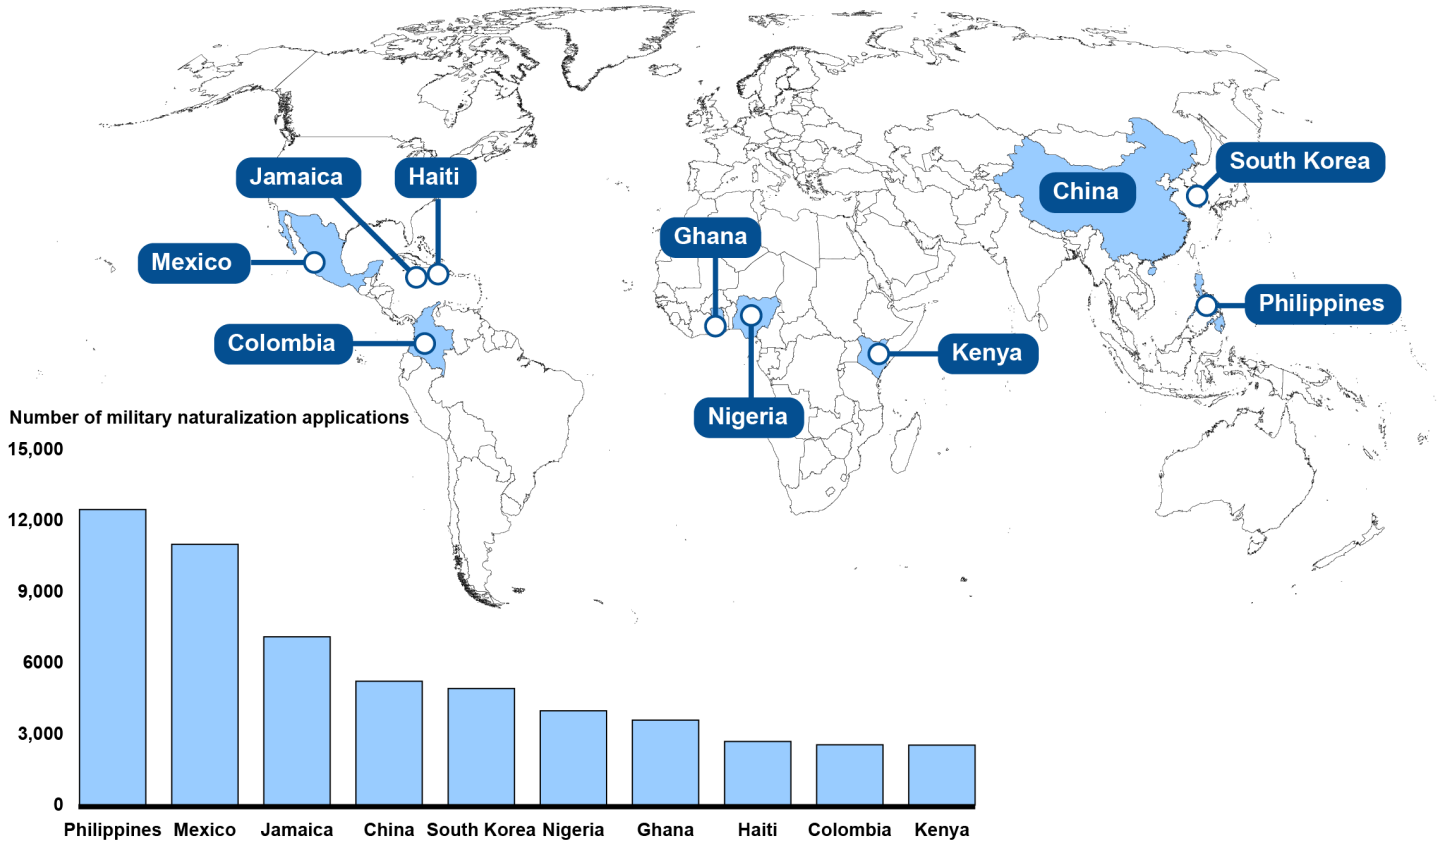 Jamaica
Haiti
South Korea
China
Ghana
Mexico
Philippines
Colombia
Kenya
Nigeria
Number of military naturalization applications
15,000
12,000
9,000
6000
3,000
0
Philippines Mexico Jamaica China South Korea Nigeria Ghana Haiti Colombia Kenya